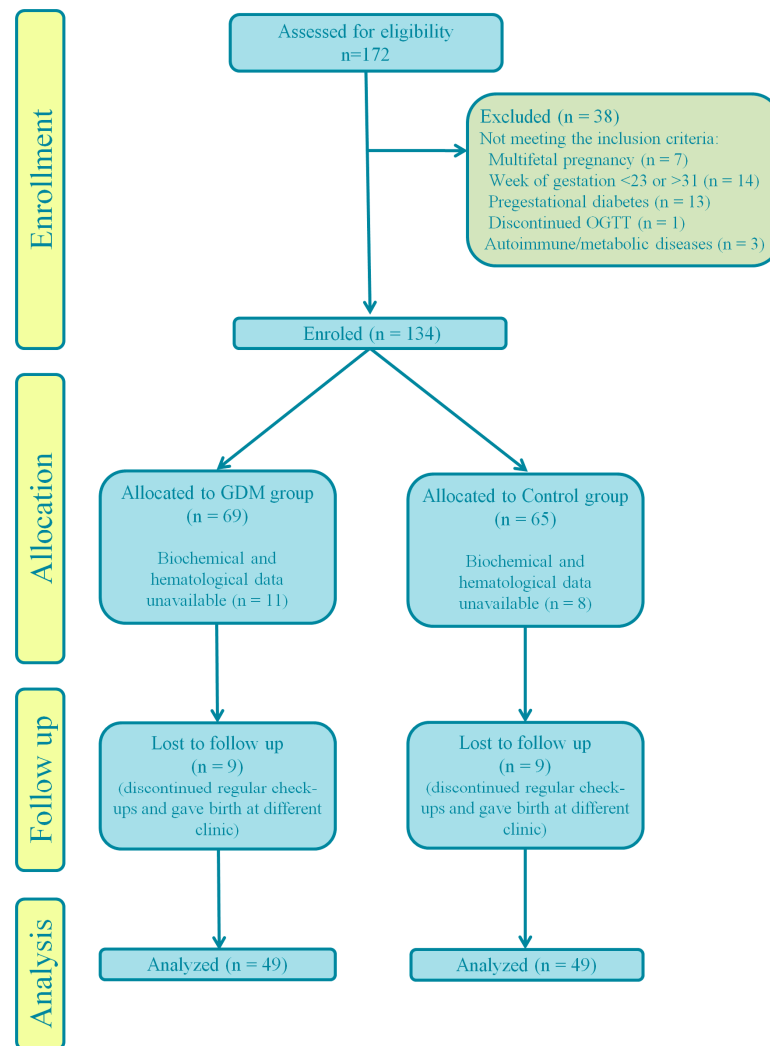 Enrollment
Assessed for eligibility
n=172
Excluded (n = 38)
Not meeting the inclusion criteria:
Multifetal pregnancy (n = 7)
Week of gestation <23 or >31 (n = 14)
Pregestational diabetes (n = 13)
Discontinued OGTT (n = 1)
Autoimmune/metabolic diseases (n = 3)
Enroled (n = 134)
Allocation
Allocated to GDM group
(n = 69)
Biochemical and
hematological data
unavailable (n = 11)
Allocated to Control group
(n = 65)
Biochemical and
hematological data
unavailable (n = 8)
Follow up
Lost to follow up
(n = 9)
(discontinued regular check-
ups and gave birth at different
clinic)
Lost to follow up
(n = 9)
(discontinued regular check-
ups and gave birth at different
clinic)
Analysis
Analyzed (n = 49)
Analyzed (n = 49)